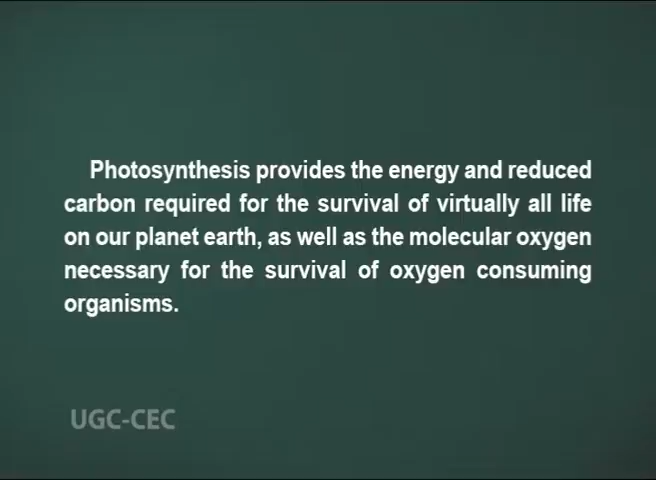 Photosynthesis provides the energy and reduced
carbon required for the survival of virtually all life
on our planet earth, as well as the molecular oxygen
necessary for the survival of oxygen consuming
organisms.
UGC-CEC